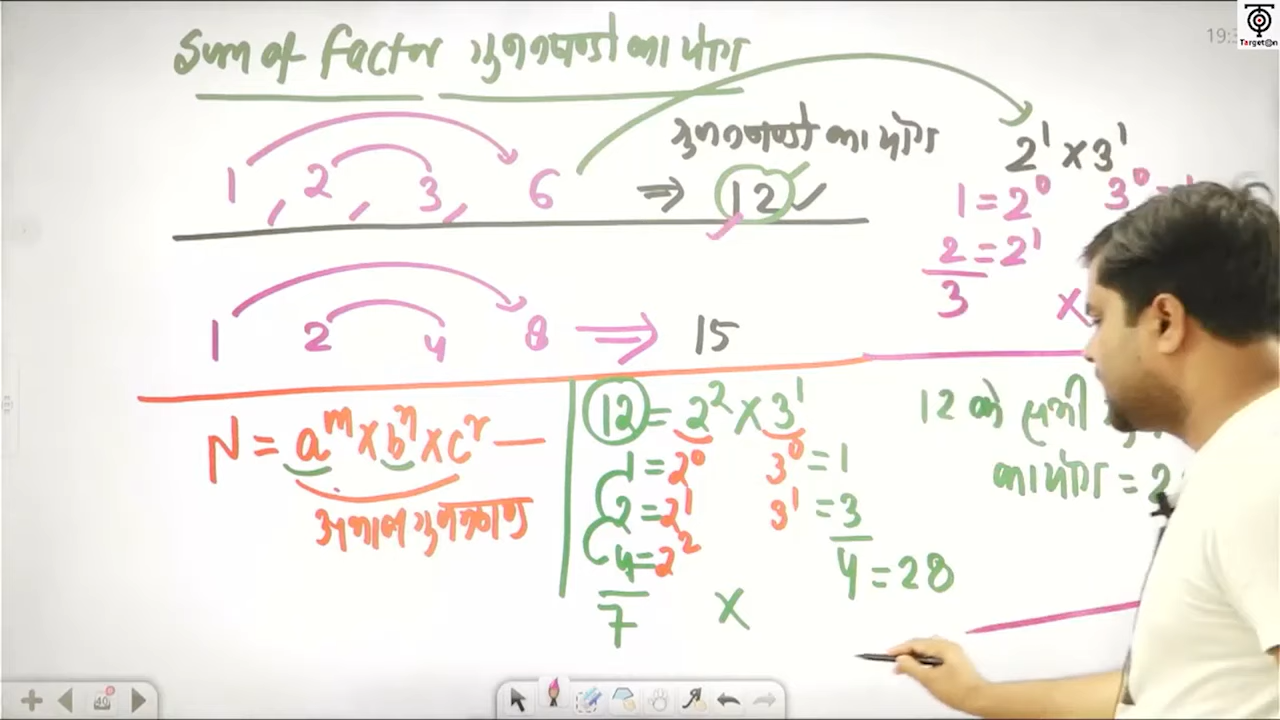 Sum of factor गुणनखण्डो का योग
1 2 3 6 ⇒ 12
गुणनखण्डो का योग
2¹ × 3¹
1 = 2⁰ 3⁰ =
2 = 2¹
3 ×
1 2 4 8 ⇒ 15
N = aᵐ × bⁿ × cʳ —
अभाज्य गुणनखण्ड
12 = 2² × 3¹
1 = 2⁰ 3⁰ = 1
2 = 2¹ 3¹ = 3
4 = 2² 4 = 28
7 ×
12 के सभी
का योग = 2
Target@n